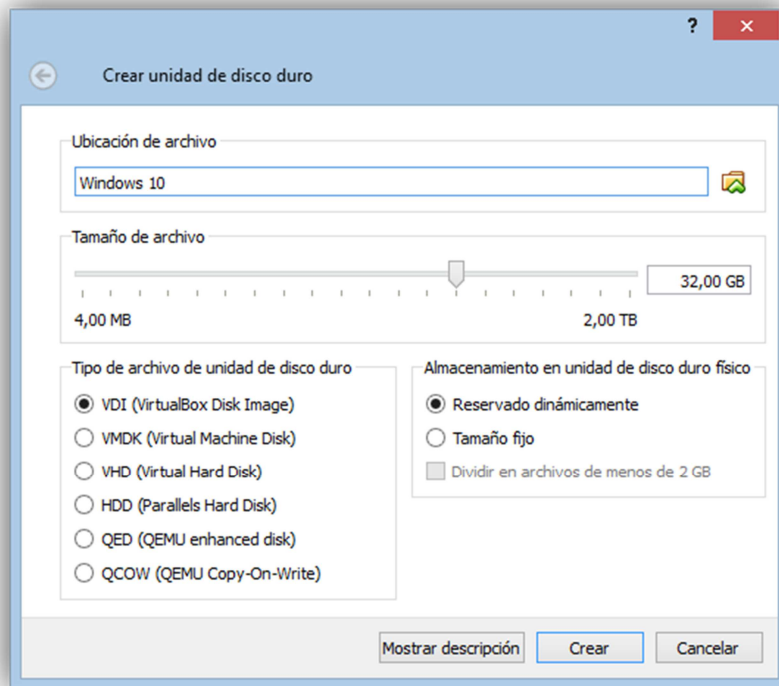 ?
Crear unidad de disco duro
Ubicación de archivo
Windows 10
Tamaño de archivo
32,00 GB
4,00 MB 2,00 TB
Tipo de archivo de unidad de disco duro
VDI (VirtualBox Disk Image)
VMDK (Virtual Machine Disk)
VHD (Virtual Hard Disk)
HDD (Parallels Hard Disk)
QED (QEMU enhanced disk)
QCOW (QEMU Copy-On-Write)
Almacenamiento en unidad de disco duro físico
Reservado dinámicamente
Tamaño fijo
Dividir en archivos de menos de 2 GB
Mostrar descripción Crear Cancelar